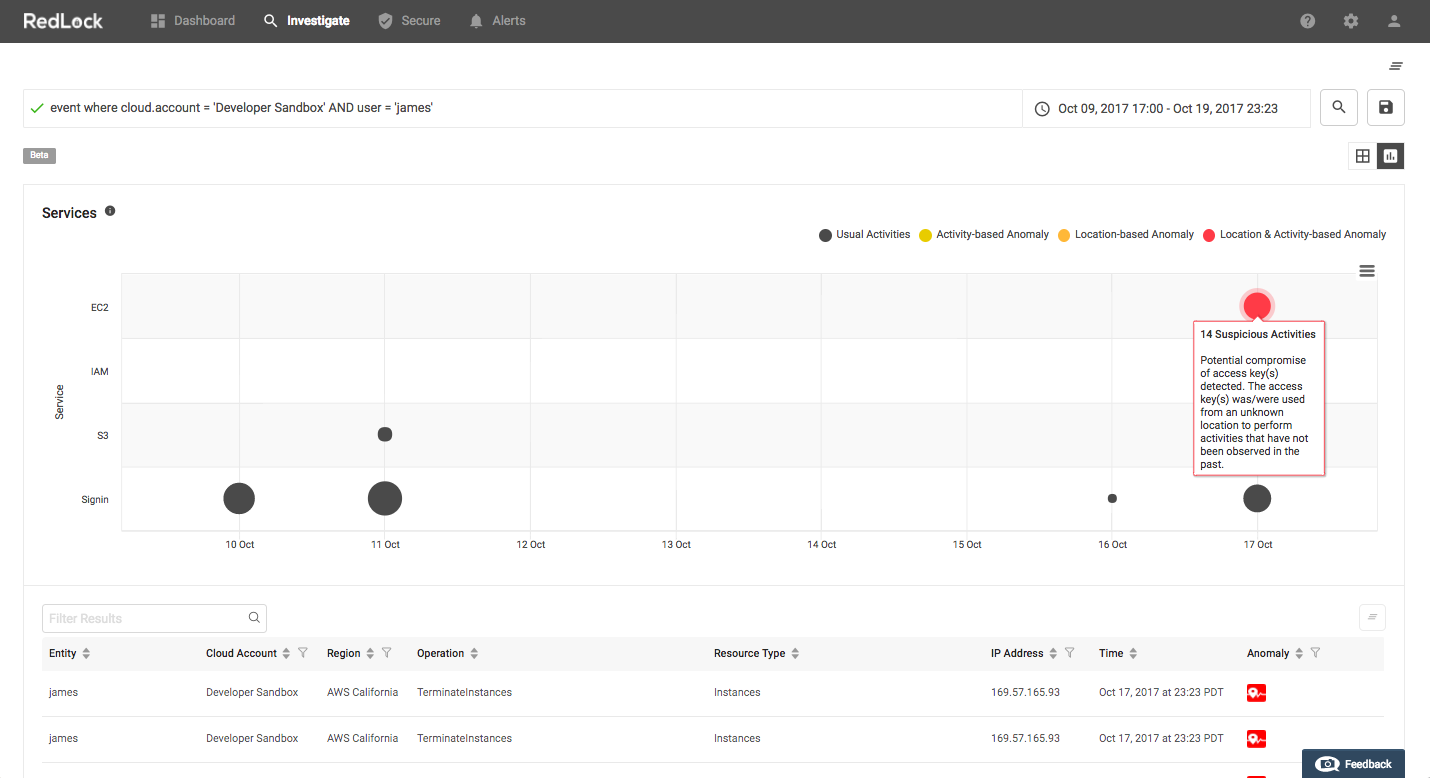 RedLock
Dashboard
Investigate
Secure
Alerts
event where cloud.account = 'Developer Sandbox' AND user = 'james'
Oct 09, 2017 17:00 - Oct 19, 2017 23:23
Beta
Services
Usual Activities
Activity-based Anomaly
Location-based Anomaly
Location & Activity-based Anomaly
Service
EC2
IAM
S3
Signin
14 Suspicious Activities
Potential compromise
of access key(s)
detected. The access
key(s) was/were used
from an unknown
location to perform
activities that have not
been observed in the
past.
10 Oct 11 Oct 12 Oct 13 Oct 14 Oct 15 Oct 16 Oct 17 Oct
Filter Results
Entity Cloud Account Region Operation Resource Type IP Address Time Anomaly
james Developer Sandbox AWS California TerminateInstances Instances 169.57.165.93 Oct 17, 2017 at 23:23 PDT
james Developer Sandbox AWS California TerminateInstances Instances 169.57.165.93 Oct 17, 2017 at 23:23 PDT
Feedback